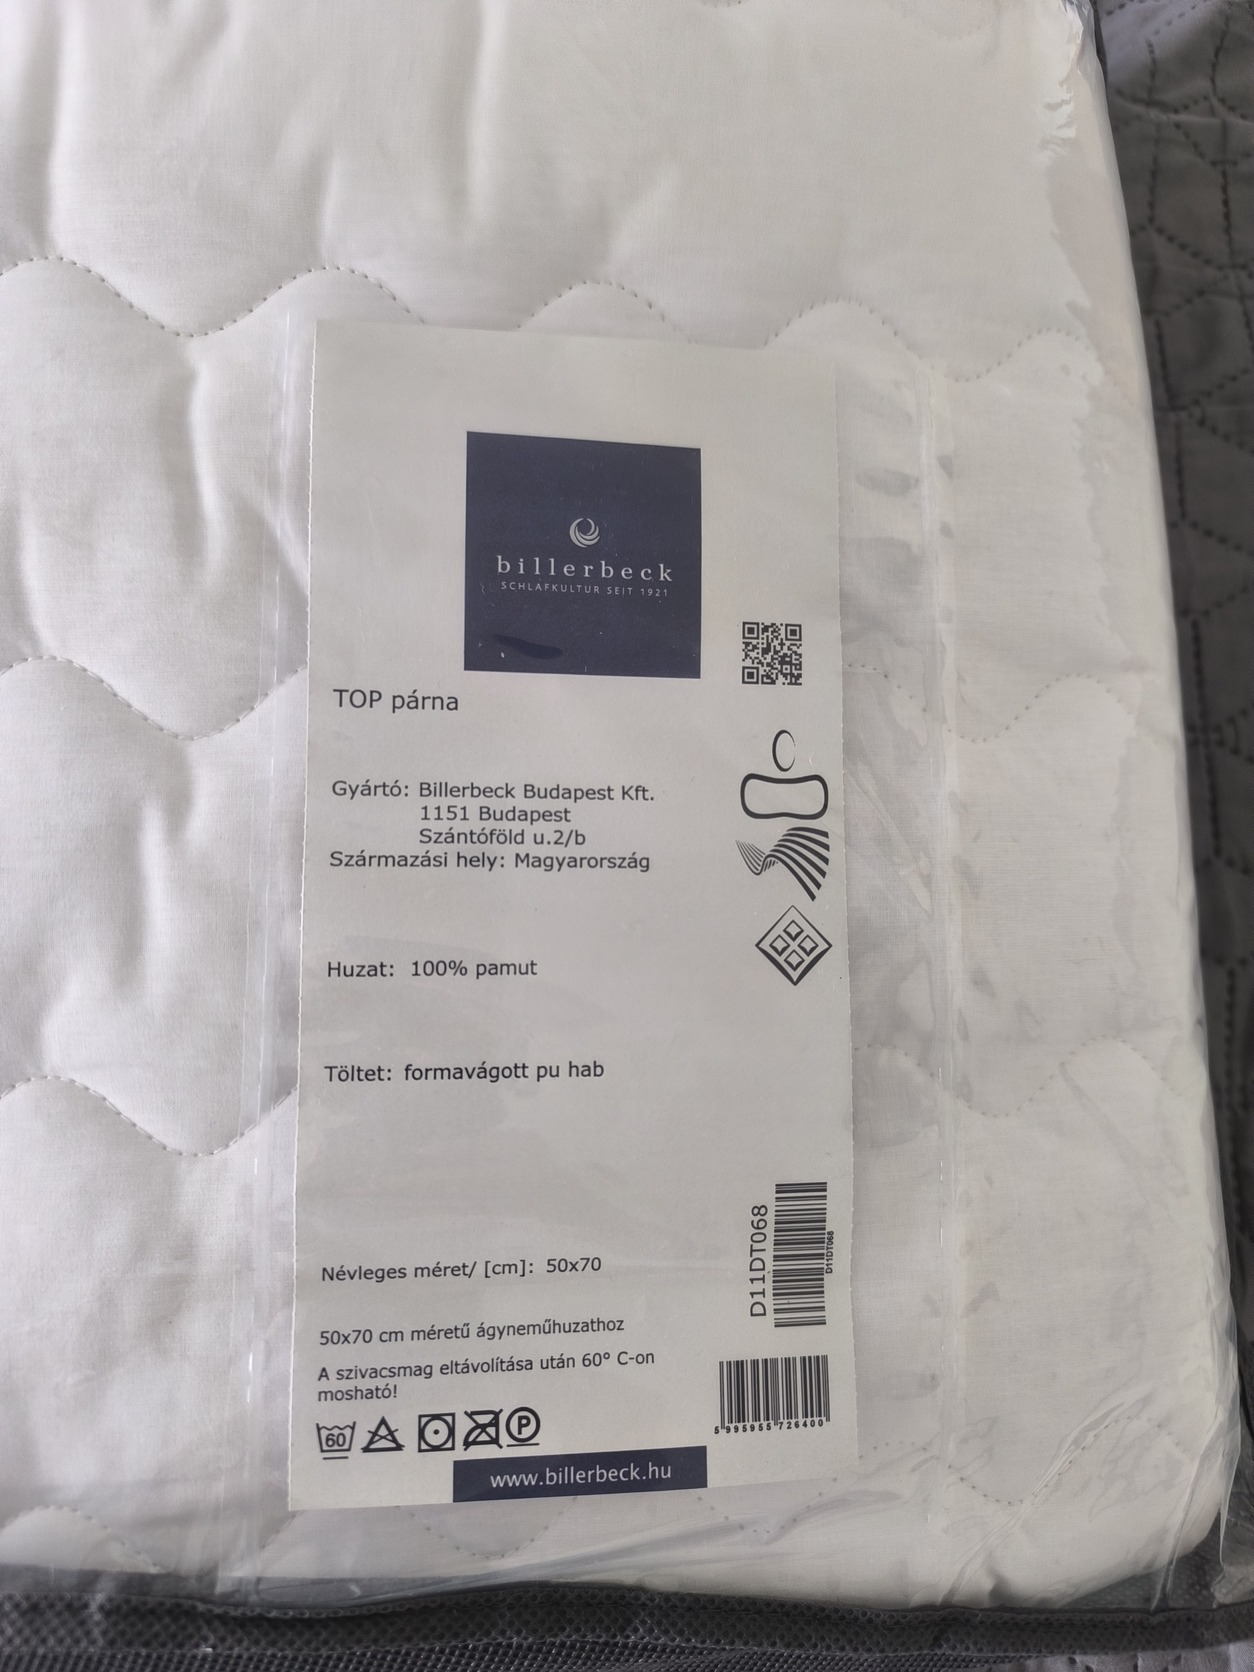 billerbeck
SCHLAFKULTUR SEIT 1921
TOP párna
Gyártó: Billerbeck Budapest Kft.
1151 Budapest
Szántóföld u.2/b
Származási hely: Magyarország
Huzat: 100% pamut
Töltet: formavágott pu hab
D11DT068
D11DT068
Névleges méret/ [cm]: 50x70
50x70 cm méretű ágyneműhuzathoz
A szivacsmag eltávolítása után 60° C-on
mosható!
5 995955 726400
60
P
www.billerbeck.hu